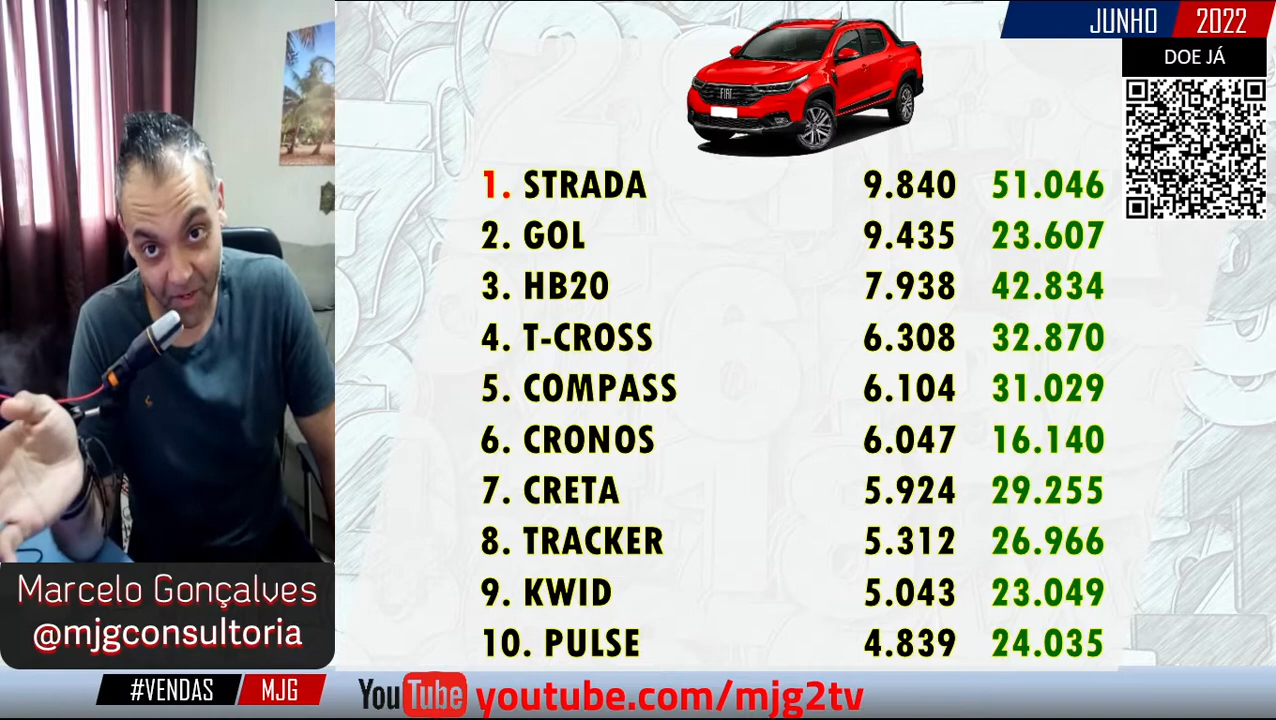 JUNHO 2022
DOE JÁ
FIAT
1. STRADA 9.840 51.046
2. GOL 9.435 23.607
3. HB20 7.938 42.834
4. T-CROSS 6.308 32.870
5. COMPASS 6.104 31.029
6. CRONOS 6.047 16.140
7. CRETA 5.924 29.255
8. TRACKER 5.312 26.966
9. KWID 5.043 23.049
10. PULSE 4.839 24.035
Marcelo Gonçalves
@mjgconsultoria
#VENDAS MJG YouTube youtube.com/mjg2tv